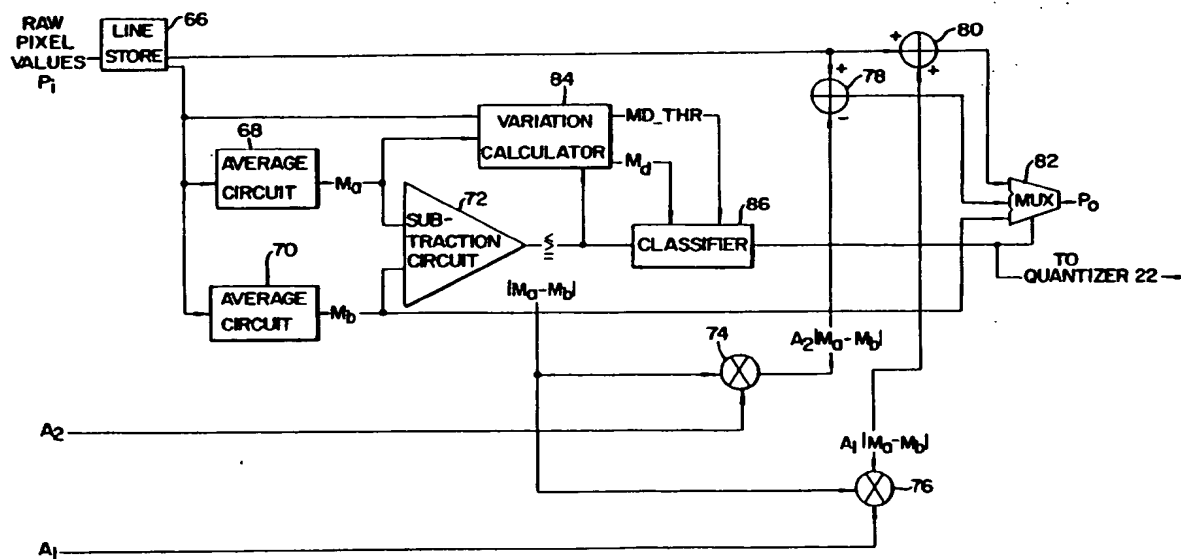 RAW
PIXEL
VALUES
Pi
LINE
STORE
66
80
78
84
VARIATION
CALCULATOR
MD_THR
Md
68
AVERAGE
CIRCUIT
Ma
72
SUB-
TRACTION
CIRCUIT
≤
=
86
CLASSIFIER
82
MUX
Po
TO
QUANTIZER 22
70
AVERAGE
CIRCUIT
Mb
|Ma-Mb|
74
A2|Ma-Mb|
A2
A1|Ma-Mb|
76
A1
+
+
+
-